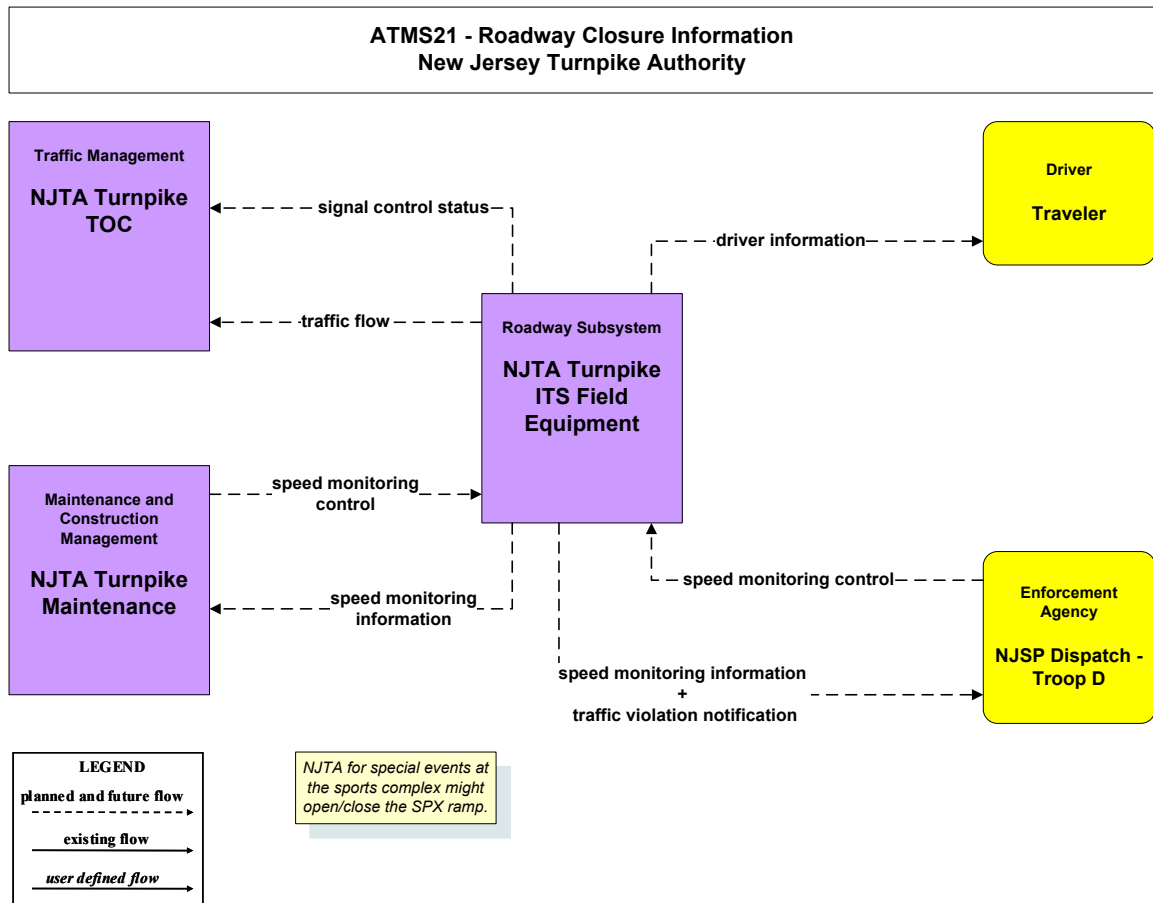 ATMS21 - Roadway Closure Information
New Jersey Turnpike Authority
Traffic Management
NJTA Turnpike
TOC
signal control status
traffic flow
driver information
Driver
Traveler
Roadway Subsystem
NJTA Turnpike
ITS Field
Equipment
Maintenance and
Construction
Management
NJTA Turnpike
Maintenance
speed monitoring
control
speed monitoring
information
speed monitoring control
speed monitoring information
+
traffic violation notification
Enforcement
Agency
NJSP Dispatch -
Troop D
LEGEND
planned and future flow
existing flow
user defined flow
NJTA for special events at
the sports complex might
open/close the SPX ramp.